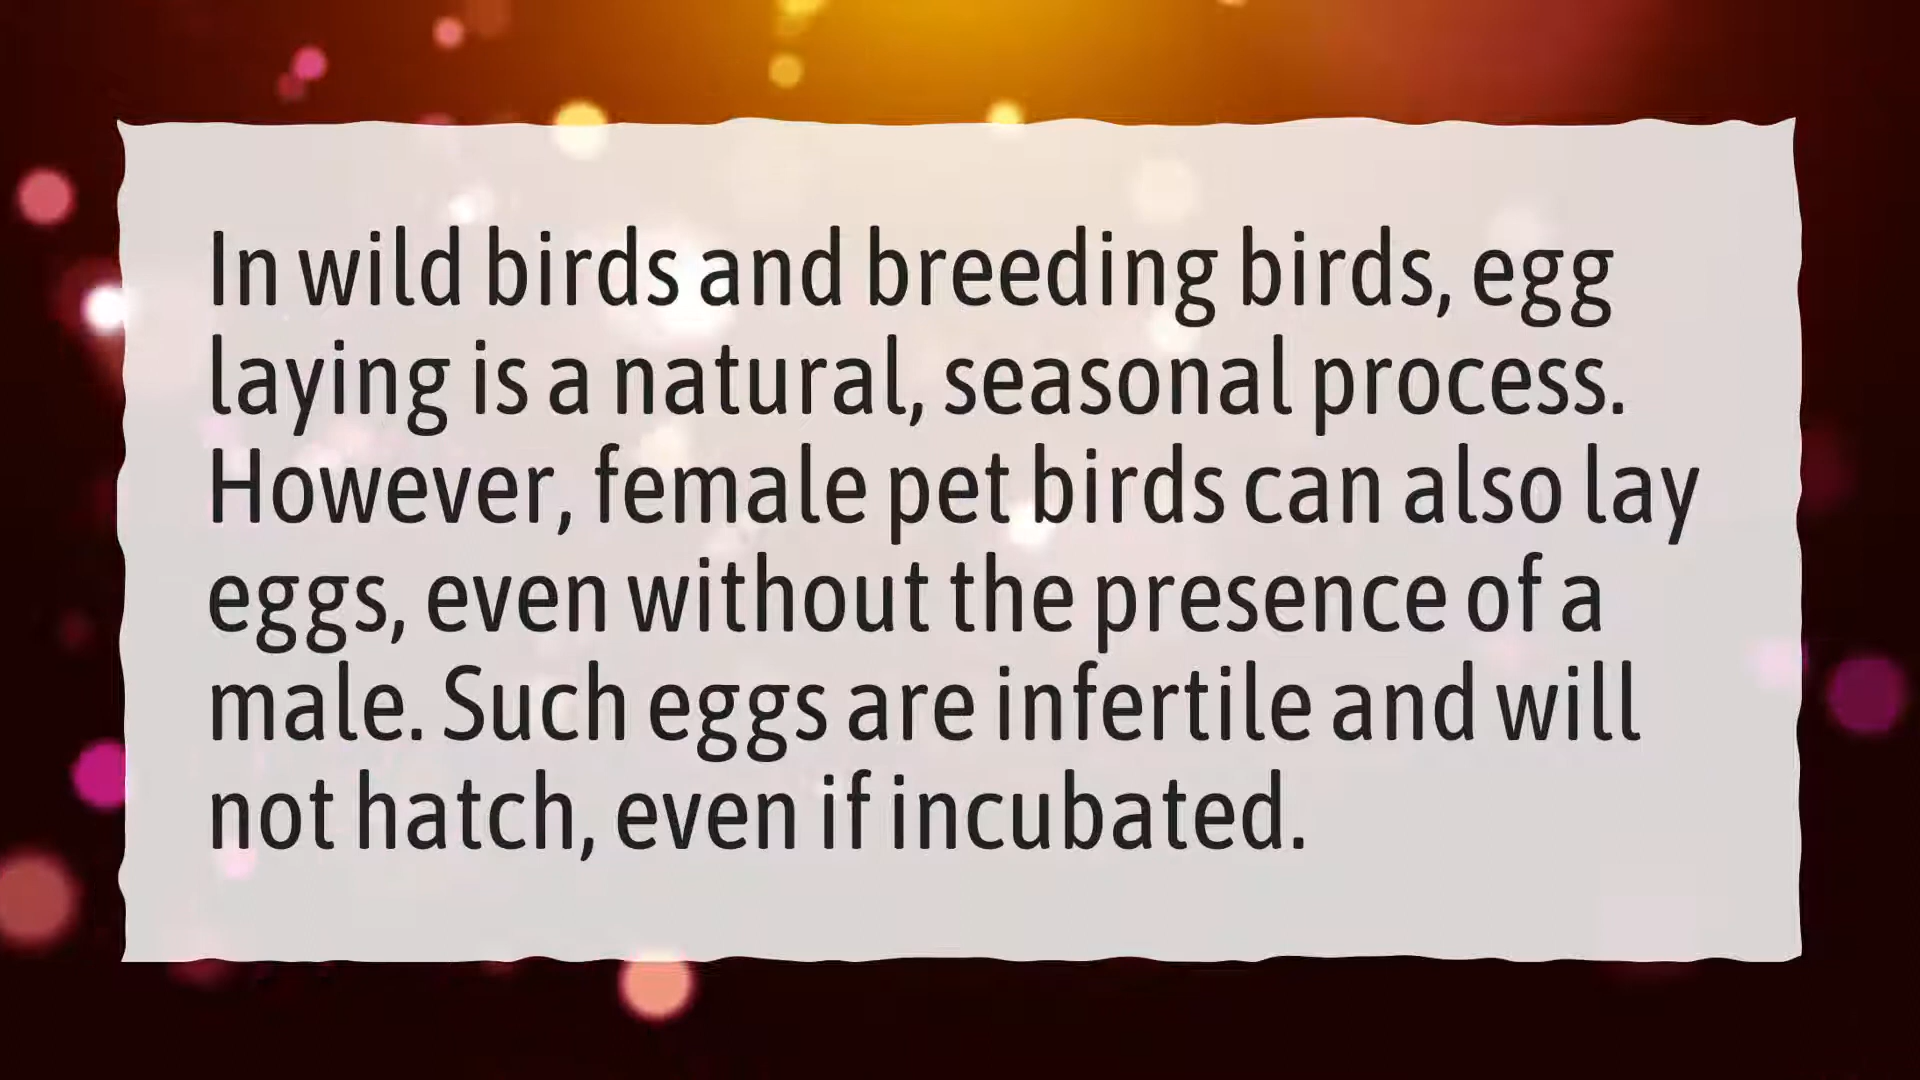 In wild birds and breeding birds, egg
laying is a natural, seasonal process.
However, female pet birds can also lay
eggs, even without the presence of a
male. Such eggs are infertile and will
not hatch, even if incubated.